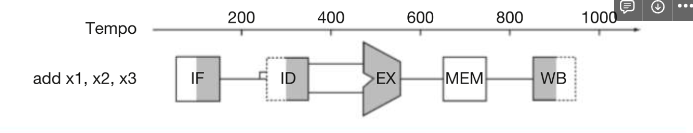 200 400 600 800 1000
Tempo
add x1, x2, x3 IF ID EX MEM WB